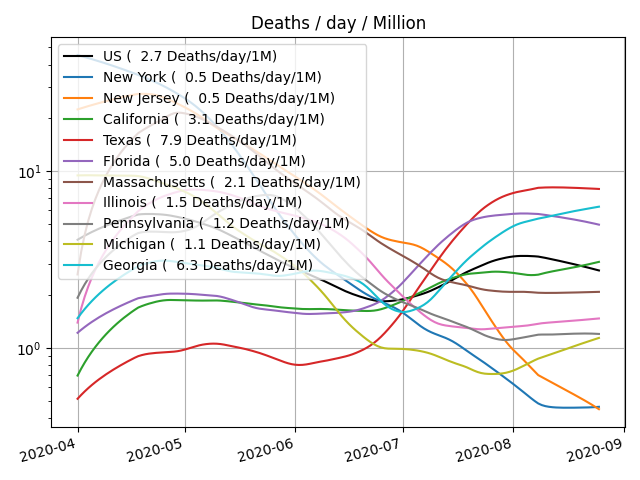 Deaths / day / Million
US (  2.7 Deaths/day/1M)
New York (  0.5 Deaths/day/1M)
New Jersey (  0.5 Deaths/day/1M)
California (  3.1 Deaths/day/1M)
Texas (  7.9 Deaths/day/1M)
Florida (  5.0 Deaths/day/1M)
Massachusetts (  2.1 Deaths/day/1M)
Illinois (  1.5 Deaths/day/1M)
Pennsylvania (  1.2 Deaths/day/1M)
Michigan (  1.1 Deaths/day/1M)
Georgia (  6.3 Deaths/day/1M)
10¹
10⁰
2020-04 2020-05 2020-06 2020-07 2020-08 2020-09